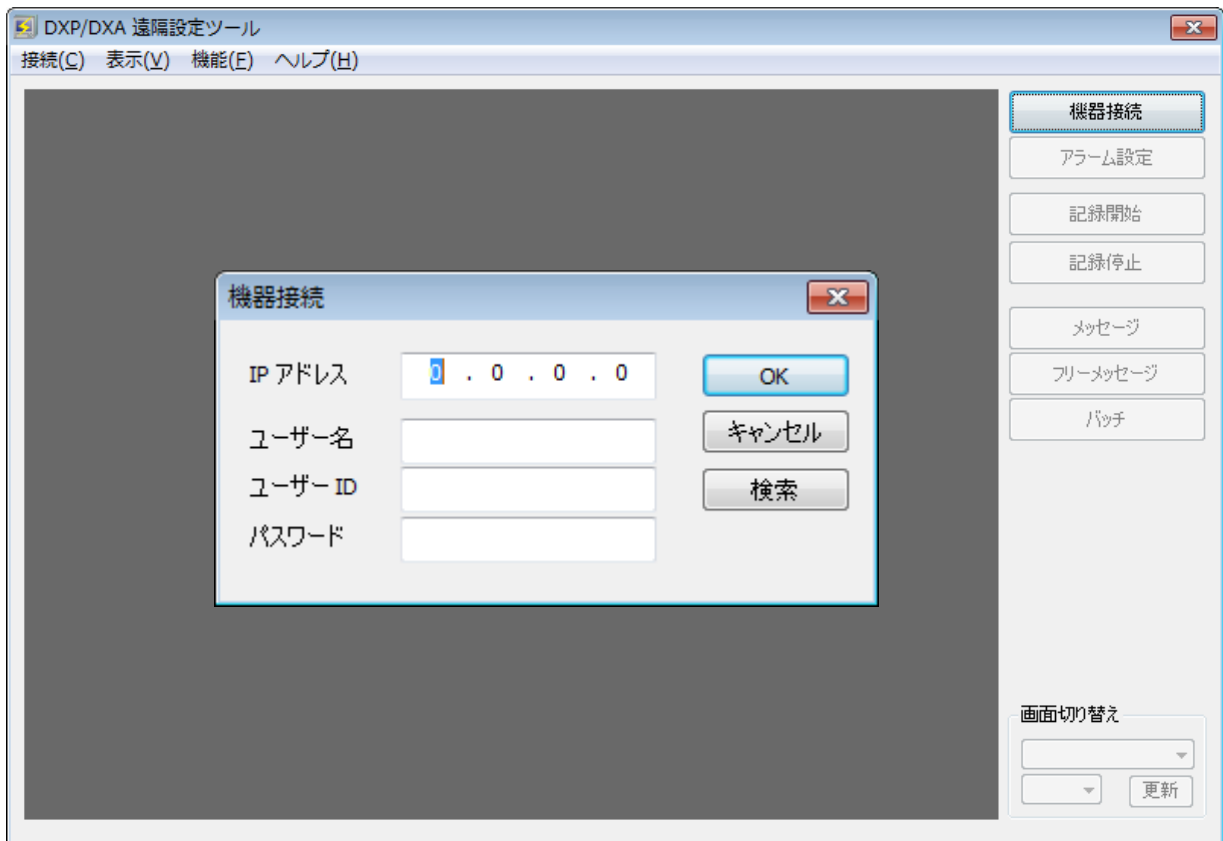 DXP/DXA 遠隔設定ツール
接続(C) 表示(V) 機能(F) ヘルプ(H)
機器接続
アラーム設定
記録開始
記録停止
メッセージ
フリーメッセージ
バッチ
機器接続
IP アドレス 0 . 0 . 0 . 0 OK
ユーザー名 キャンセル
ユーザー ID 検索
パスワード
画面切り替え
更新